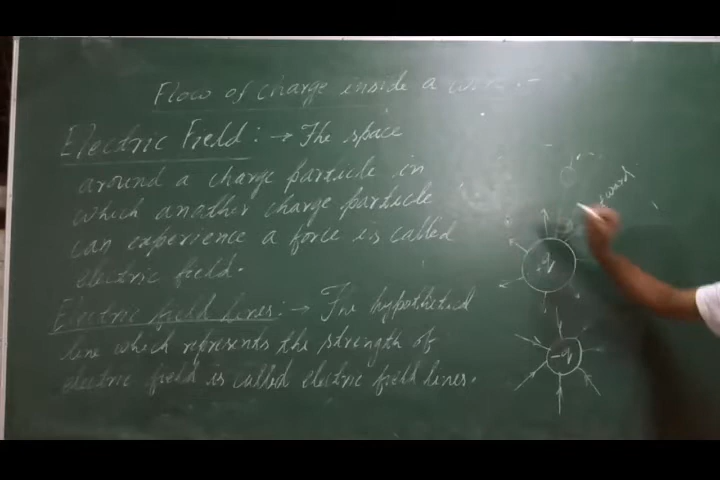 Flow of charge inside a wire :-
Electric Field :→ The space
around a charge particle in
which another charge particle
can experience a force is called
electric field.
Electric field lines :→ The hypothetical
line which represents the strength of
electric field is called electric field lines.
q
-q